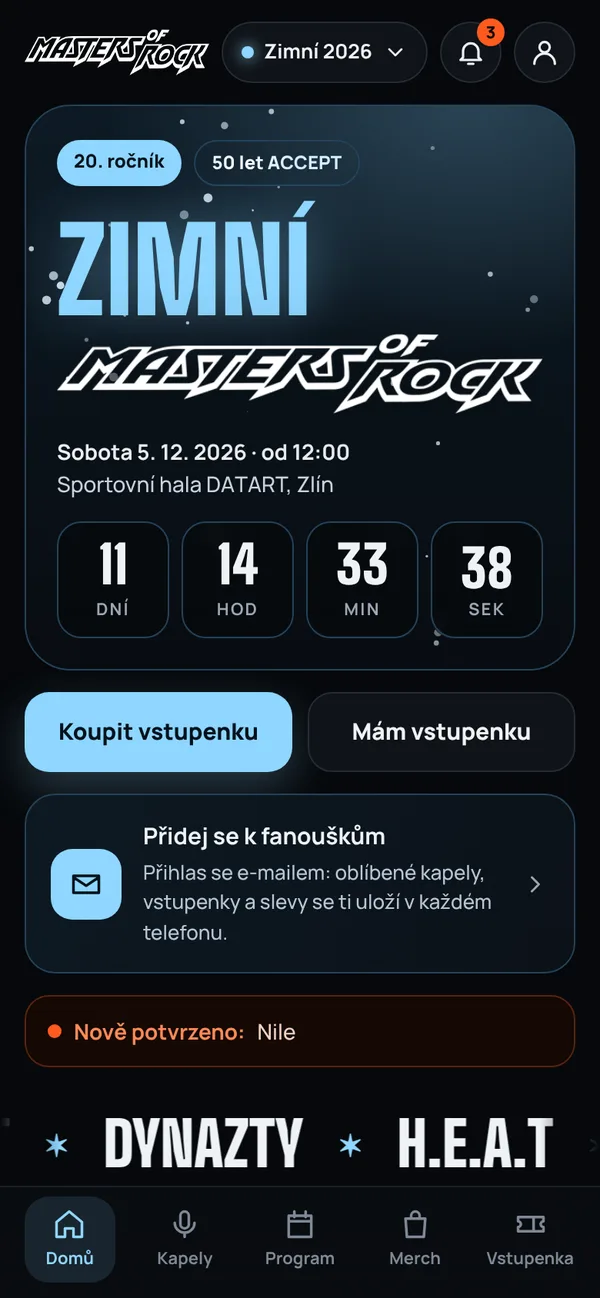 MASTERS OF ROCK
Zimní 2026
3
20. ročník
50 let ACCEPT
ZIMNÍ
MASTERS OF ROCK
Sobota 5. 12. 2026 · od 12:00
Sportovní hala DATART, Zlín
11 14 33 38
DNÍ HOD MIN SEK
Koupit vstupenku
Mám vstupenku
Přidej se k fanouškům
Přihlas se e-mailem: oblíbené kapely,
vstupenky a slevy se ti uloží v každém
telefonu.
Nově potvrzeno: Nile
DYNAZTY H.E.A.T
Domů Kapely Program Merch Vstupenka